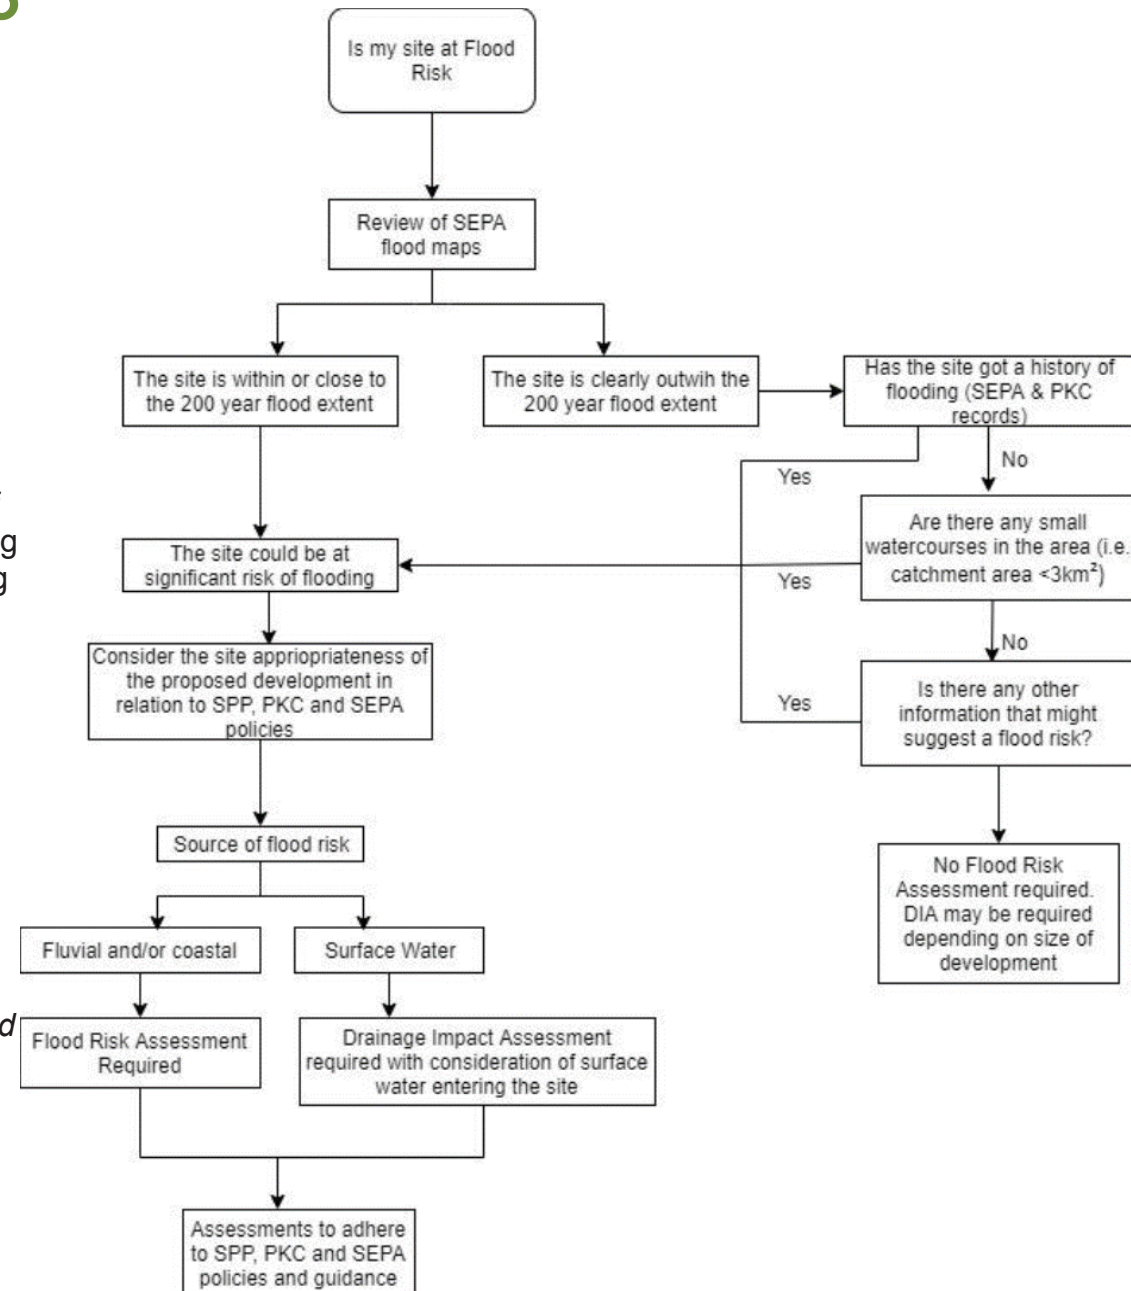 Is my site at Flood
Risk
Review of SEPA
flood maps
The site is within or close to
the 200 year flood extent
The site is clearly outwih the
200 year flood extent
Has the site got a history of
flooding (SEPA & PKC
records)
Yes
No
Are there any small
watercourses in the area (i.e.
catchment area <3km²)
The site could be at
significant risk of flooding
Yes
No
Consider the site appriopriateness of
the proposed development in
relation to SPP, PKC and SEPA
policies
Is there any other
information that might
suggest a flood risk?
Yes
Source of flood risk
No Flood Risk
Assessment required.
DIA may be required
depending on size of
development
Fluvial and/or coastal
Surface Water
Flood Risk Assessment
Required
Drainage Impact Assessment
required with consideration of surface
water entering the site
Assessments to adhere
to SPP, PKC and SEPA
policies and guidance
g
g
d